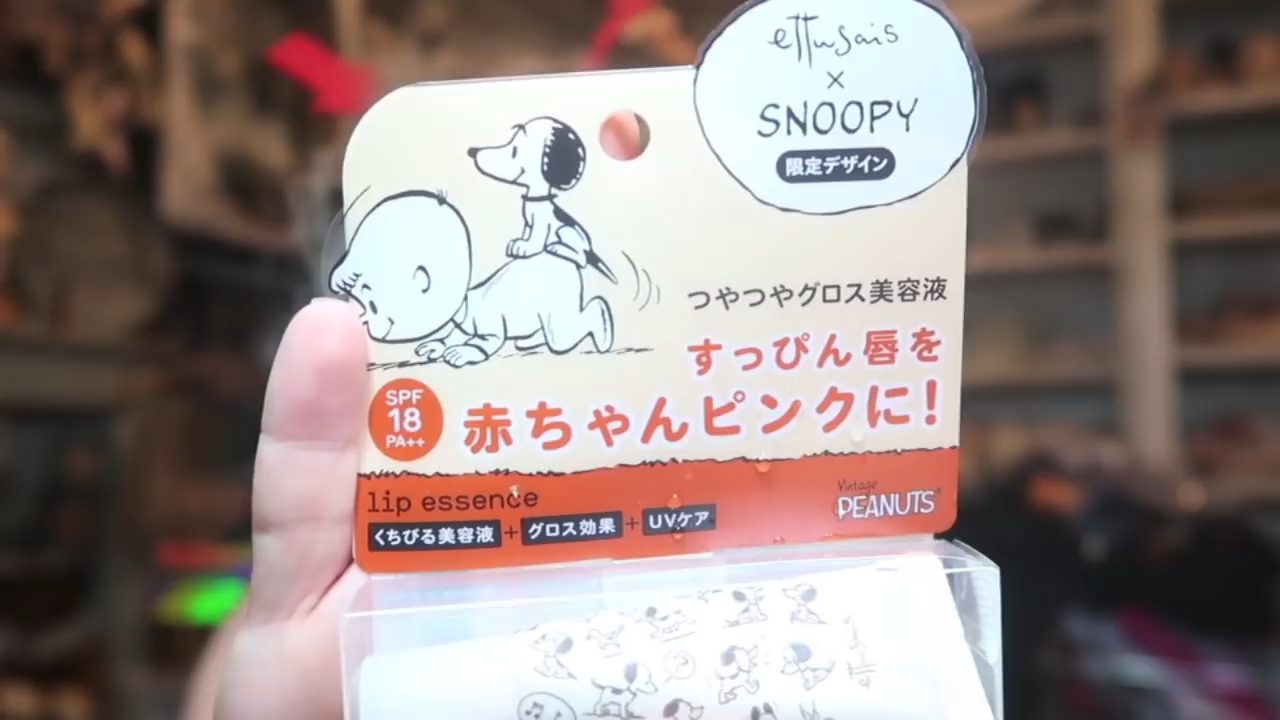 ettusais
×
SNOOPY
限定デザイン
つやつやグロス美容液
すっぴん唇を
赤ちゃんピンクに!
SPF
18
PA++
lip essence
くちびる美容液+グロス効果+UVケア
Vintage
PEANUTS